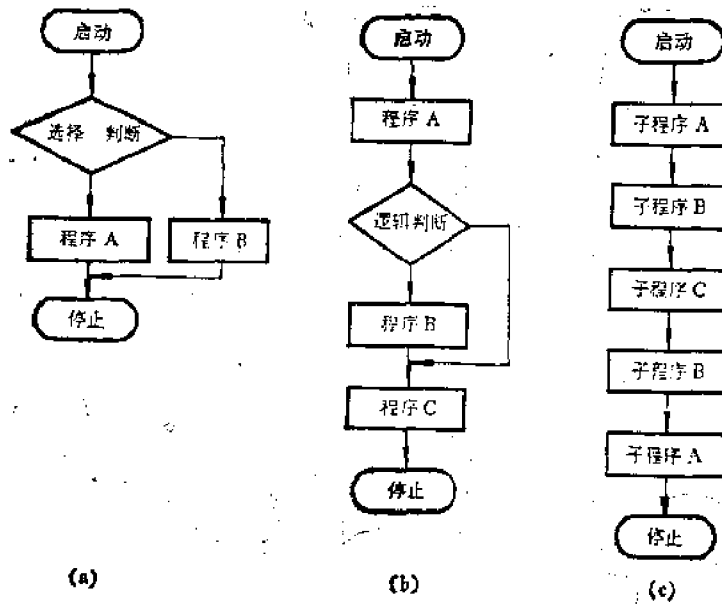 启动
选择 判断
程序 A
程序 B
停止
(a)
启动
程序 A
逻辑判断
程序 B
程序 C
停止
(b)
启动
子程序 A
子程序 B
子程序 C
子程序 B
子程序 A
停止
(c)